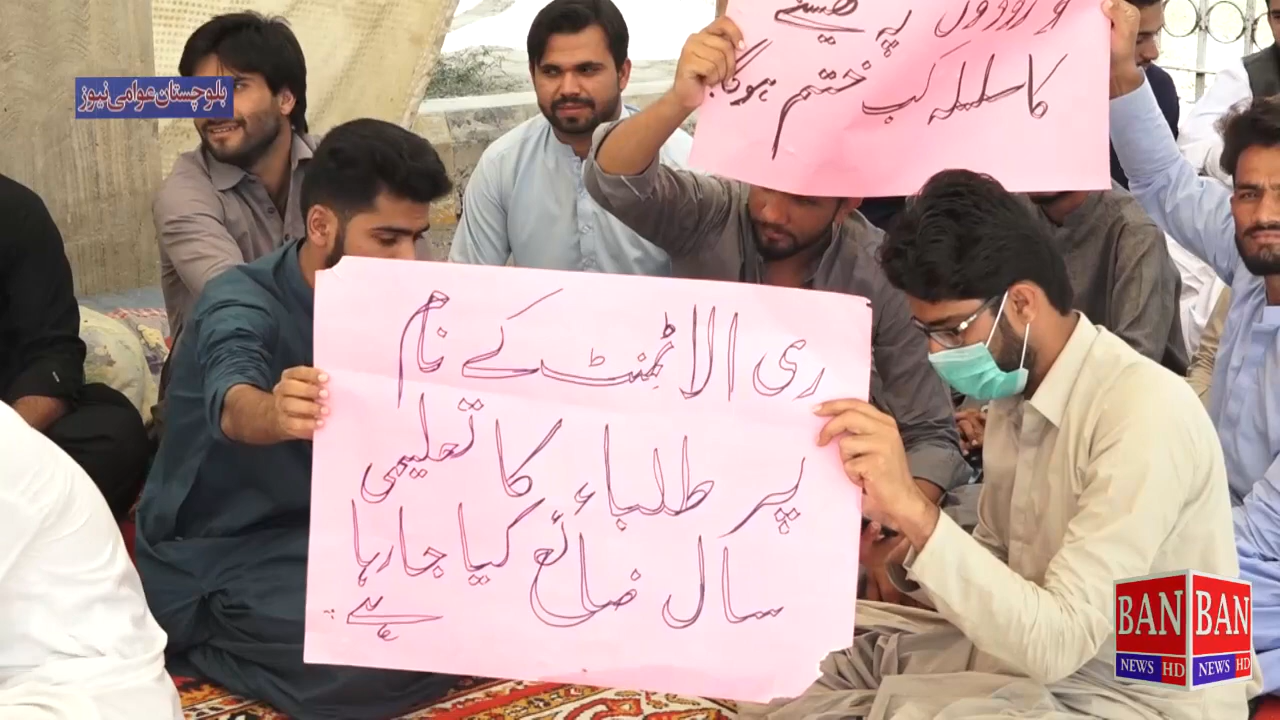 بلوچستان عوامی نیوز
پہ
کا سلسلہ کب ختم ہوگا؟
ری الاٹمنٹ کے نام
پر طلباء کا تعلیمی
سال ضائع کیا جارہا
ہے
BAN BAN
NEWS HD NEWS HD